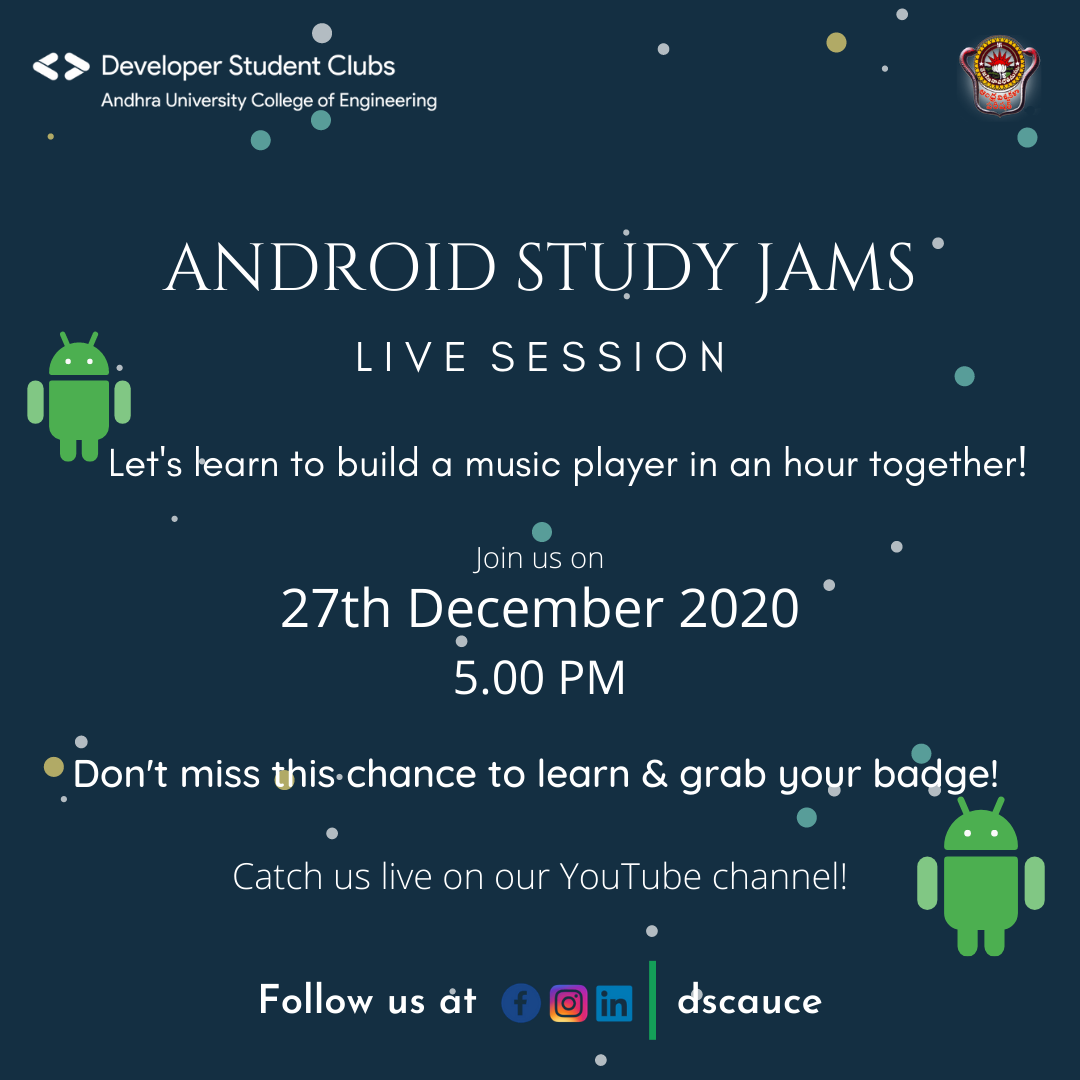 Developer Student Clubs
Andhra University College of Engineering
ANDROID STUDY JAMS
LIVE SESSION
Let's learn to build a music player in an hour together!
Join us on
27th December 2020
5.00 PM
Don't miss this chance to learn & grab your badge!
Catch us live on our YouTube channel!
Follow us at
dscauce